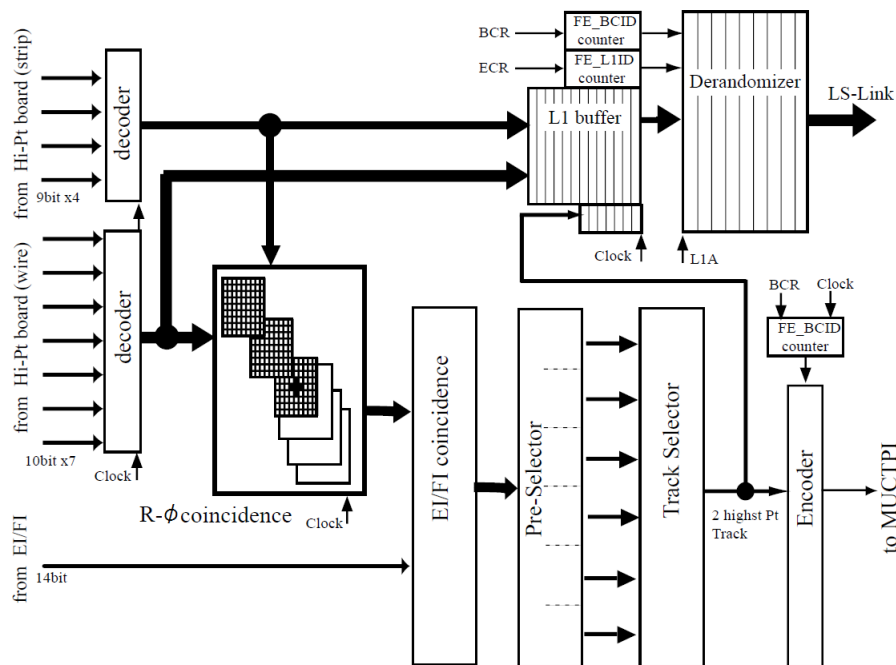 from Hi-Pt board (strip)
9bit x4
decoder
from Hi-Pt board (wire)
10bit x7
decoder
Clock
from EI/FI
14bit
R-ϕ coincidence
Clock
EI/FI coincidence
Pre-Selector
Track Selector
BCR
FE_BCID
counter
ECR
FE_L1ID
counter
L1 buffer
Clock
L1A
Derandomizer
LS-Link
2 highst Pt
Track
BCR
Clock
FE_BCID
counter
Encoder
to MUCTPI